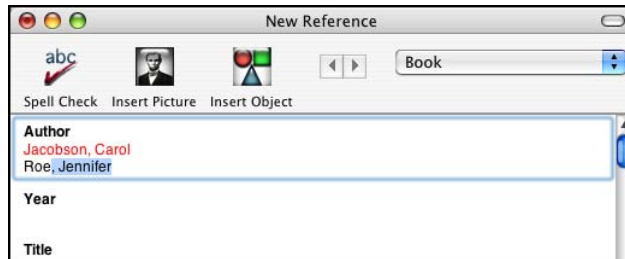 New Reference
abc
Book
Spell Check Insert Picture Insert Object
Author
Jacobson, Carol
Roe, Jennifer
Year
Title